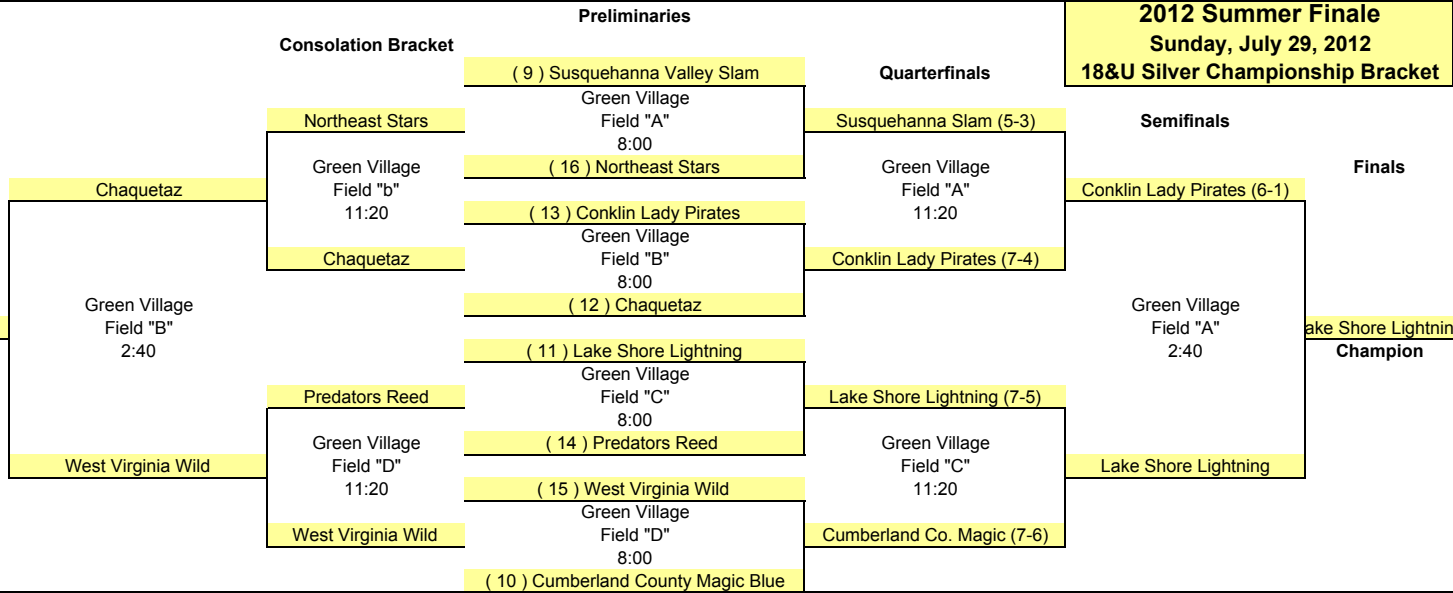 Preliminaries
2012 Summer Finale
Sunday, July 29, 2012
18&U Silver Championship Bracket
Consolation Bracket
Quarterfinals
Semifinals
Finals
( 9 ) Susquehanna Valley Slam
Green Village
Field "A"
8:00
( 16 ) Northeast Stars
( 13 ) Conklin Lady Pirates
Green Village
Field "B"
8:00
( 12 ) Chaquetaz
( 11 ) Lake Shore Lightning
Green Village
Field "C"
8:00
( 14 ) Predators Reed
( 15 ) West Virginia Wild
Green Village
Field "D"
8:00
( 10 ) Cumberland County Magic Blue
Northeast Stars
Green Village
Field "b"
11:20
Chaquetaz
Predators Reed
Green Village
Field "D"
11:20
West Virginia Wild
Chaquetaz
Green Village
Field "B"
2:40
West Virginia Wild
Susquehanna Slam (5-3)
Green Village
Field "A"
11:20
Conklin Lady Pirates (7-4)
Lake Shore Lightning (7-5)
Green Village
Field "C"
11:20
Cumberland Co. Magic (7-6)
Conklin Lady Pirates (6-1)
Green Village
Field "A"
2:40
Lake Shore Lightning
ake Shore Lightnin
Champion